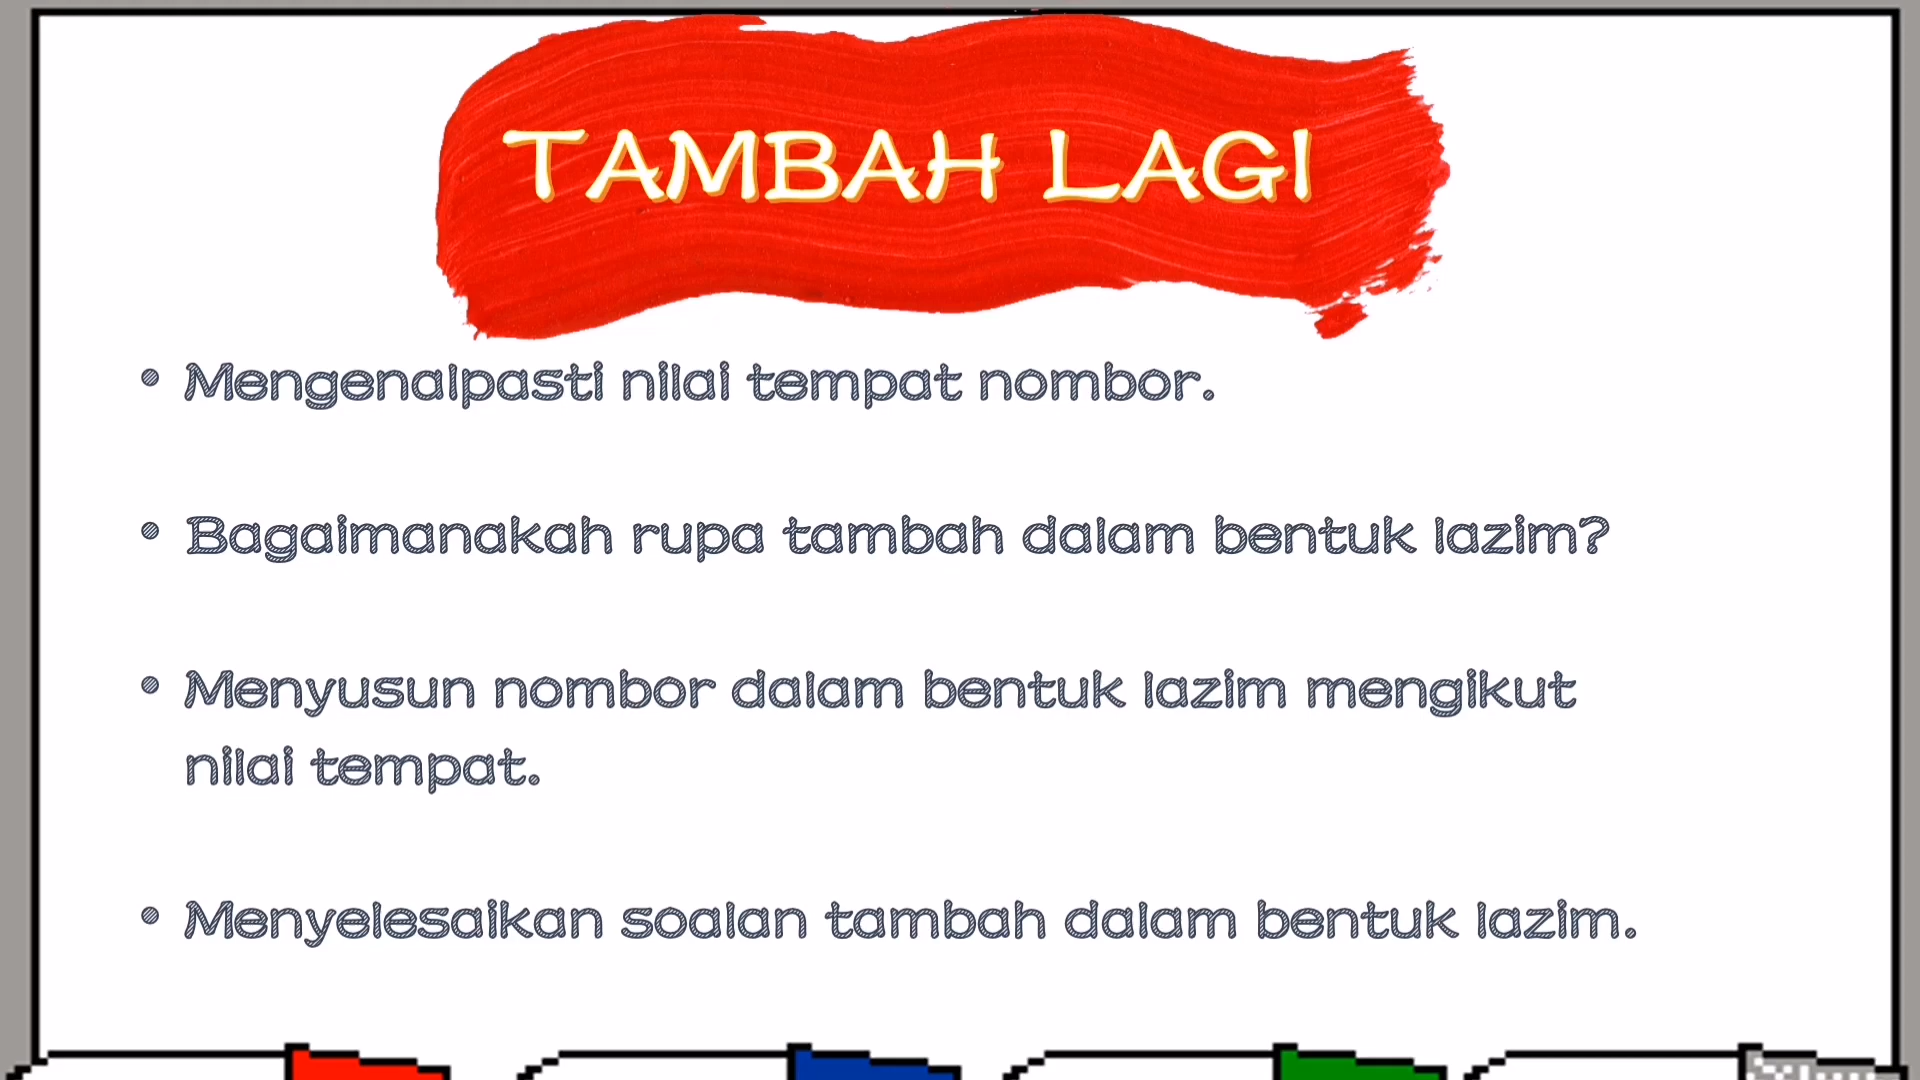 TAMBAH LAGI
• Mengenalpasti nilai tempat nombor.
• Bagaimanakah rupa tambah dalam bentuk lazim?
• Menyusun nombor dalam bentuk lazim mengikut
nilai tempat.
• Menyelesaikan soalan tambah dalam bentuk lazim.